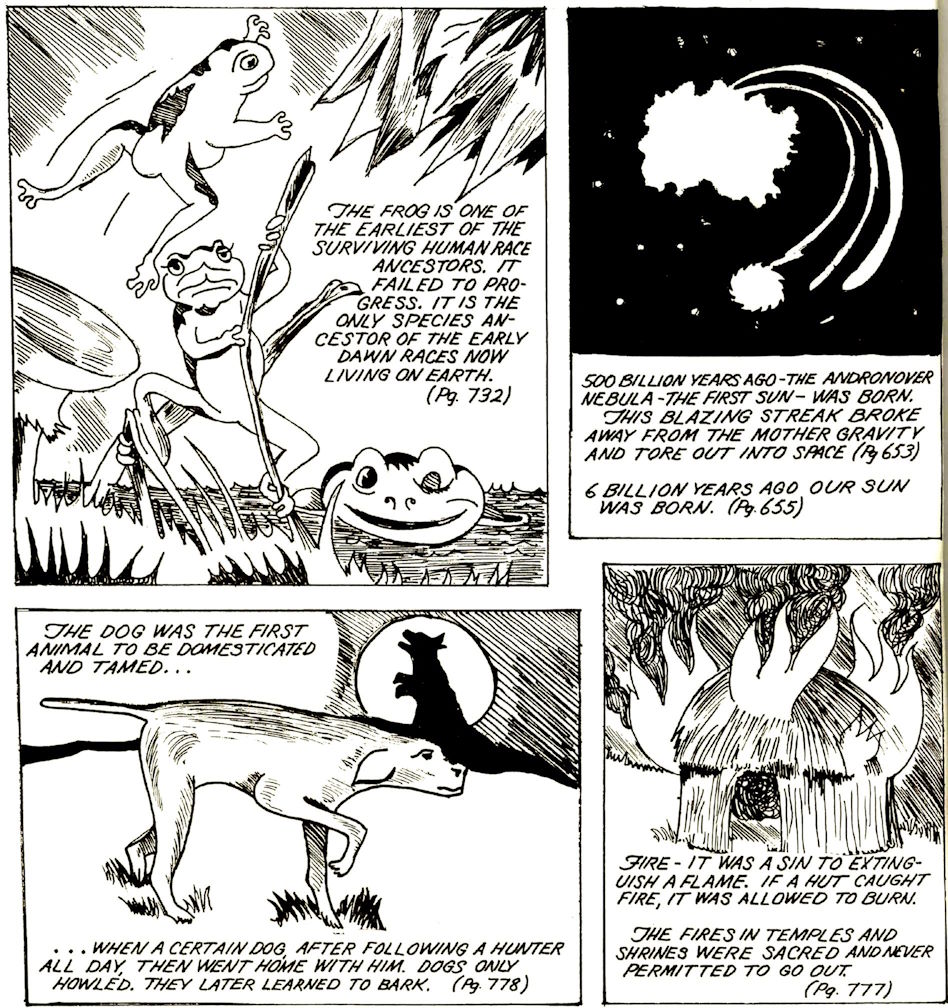 THE FROG IS ONE OF
THE EARLIEST OF THE
SURVIVING HUMAN RACE
ANCESTORS. IT
FAILED TO PRO-
GRESS. IT IS THE
ONLY SPECIES AN-
CESTOR OF THE EARLY
DAWN RACES NOW
LIVING ON EARTH.
(Pg. 732)
500 BILLION YEARS AGO-THE ANDRONOVER
NEBULA-THE FIRST SUN- WAS BORN.
THIS BLAZING STREAK BROKE
AWAY FROM THE MOTHER GRAVITY
AND TORE OUT INTO SPACE (Pg 653)
6 BILLION YEARS AGO OUR SUN
WAS BORN. (Pg. 655)
THE DOG WAS THE FIRST
ANIMAL TO BE DOMESTICATED
AND TAMED...
...WHEN A CERTAIN DOG, AFTER FOLLOWING A HUNTER
ALL DAY, THEN WENT HOME WITH HIM. DOGS ONLY
HOWLED. THEY LATER LEARNED TO BARK. (Pg. 778)
FIRE - IT WAS A SIN TO EXTING-
UISH A FLAME. IF A HUT CAUGHT
FIRE, IT WAS ALLOWED TO BURN.
THE FIRES IN TEMPLES AND
SHRINES WERE SACRED AND NEVER
PERMITTED TO GO OUT.
(Pg. 777)